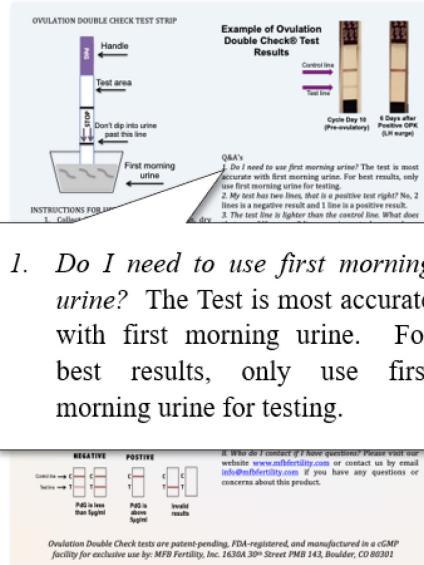 OVULATION DOUBLE CHECK TEST STRIP
PdG
Handle
Test area
STOP
Don't dip into urine
past this line
First morning
urine
INSTRUCTIONS FOR U
1. Collect
dry
Example of Ovulation
Double Check® Test
Results
Control line
Test line
Cycle Day 10
(Pre-ovulatory)
6 Days after
Positive OPK
(LH surge)
Q&A's
1. Do I need to use first morning urine? The test is most
accurate with first morning urine. For best results, only
use first morning urine for testing.
2. My test has two lines, that is a positive test right? No, 2
lines is a negative result and 1 line is a positive result.
3. The test line is lighter than the control line. What does
1. Do I need to use first morning
urine? The Test is most accurate
with first morning urine. Fo
best results, only use firs
morning urine for testing.
NEGATIVE
POSTIVE
Control line
Test line
C
T
C
T
C
T
C
T
PdG is less
than 5µg/ml
PdG is
above
5µg/ml
Invalid
results
8. Who do I contact if I have questions? Please visit our
website www.mfbfertility.com or contact us by email
info@mfbfertility.com if you have any questions or
concerns about this product.
Ovulation Double Check tests are patent-pending, FDA-registered, and manufactured in a cGMP
facility for exclusive use by: MFB Fertility, Inc. 1630A 30th Street PMB 143, Boulder, CO 80301